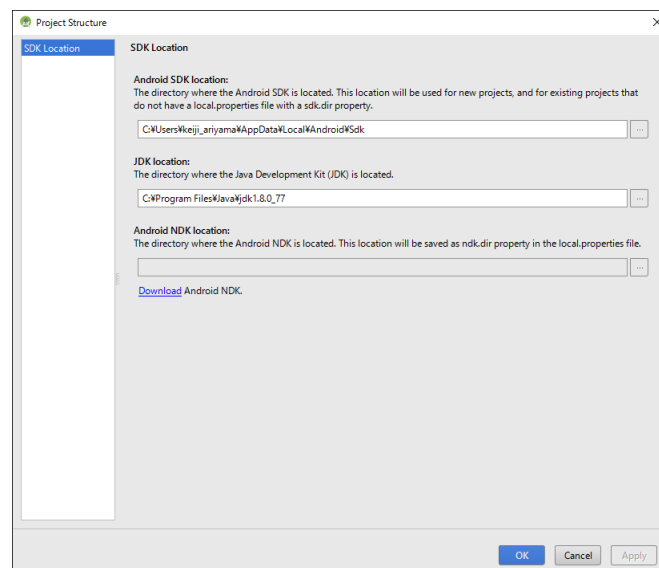 Project Structure
SDK Location
SDK Location
Android SDK location:
The directory where the Android SDK is located. This location will be used for new projects, and for existing projects that
do not have a local.properties file with a sdk.dir property.
C:¥Users¥keiji_ariyama¥AppData¥Local¥Android¥Sdk
...
JDK location:
The directory where the Java Development Kit (JDK) is located.
C:¥Program Files¥Java¥jdk1.8.0_77
...
Android NDK location:
The directory where the Android NDK is located. This location will be saved as ndk.dir property in the local.properties file.
...
Download Android NDK.
OK Cancel Apply